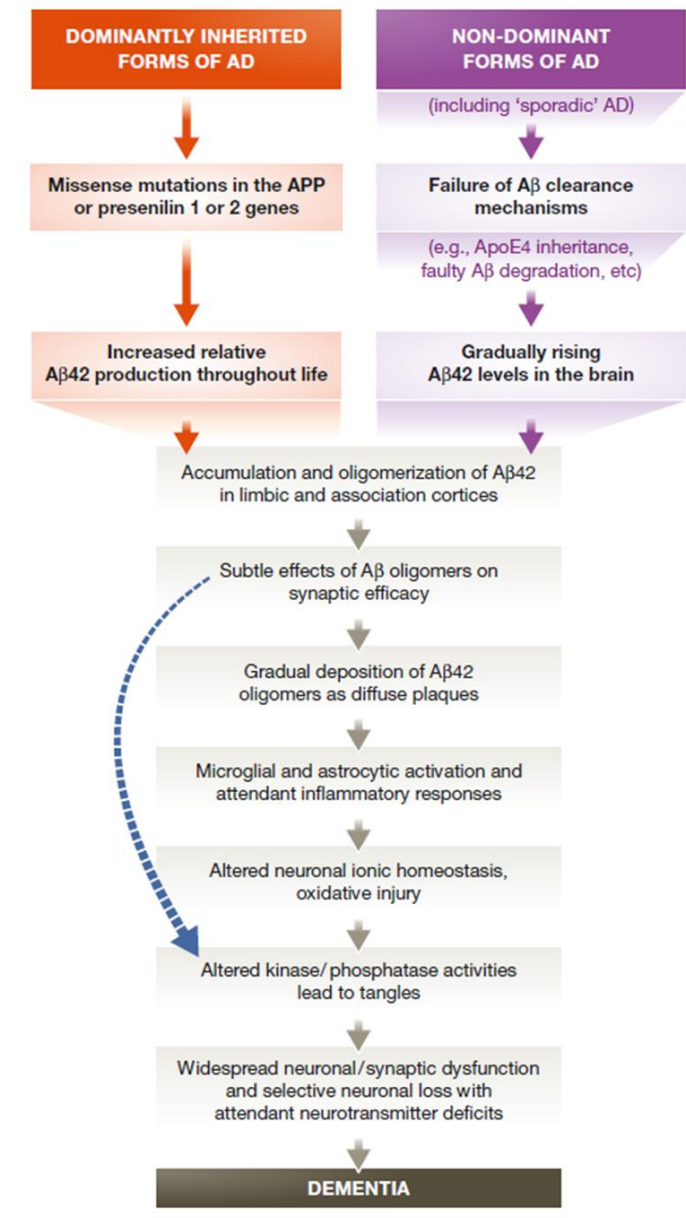 DOMINANTLY INHERITED
FORMS OF AD
NON-DOMINANT
FORMS OF AD
(including ‘sporadic’ AD)
Missense mutations in the APP
or presenilin 1 or 2 genes
Failure of Aβ clearance
mechanisms
(e.g., ApoE4 inheritance,
faulty Aβ degradation, etc)
Increased relative
Aβ42 production throughout life
Gradually rising
Aβ42 levels in the brain
Accumulation and oligomerization of Aβ42
in limbic and association cortices
Subtle effects of Aβ oligomers on
synaptic efficacy
Gradual deposition of Aβ42
oligomers as diffuse plaques
Microglial and astrocytic activation and
attendant inflammatory responses
Altered neuronal ionic homeostasis,
oxidative injury
Altered kinase/phosphatase activities
lead to tangles
Widespread neuronal/synaptic dysfunction
and selective neuronal loss with
attendant neurotransmitter deficits
DEMENTIA